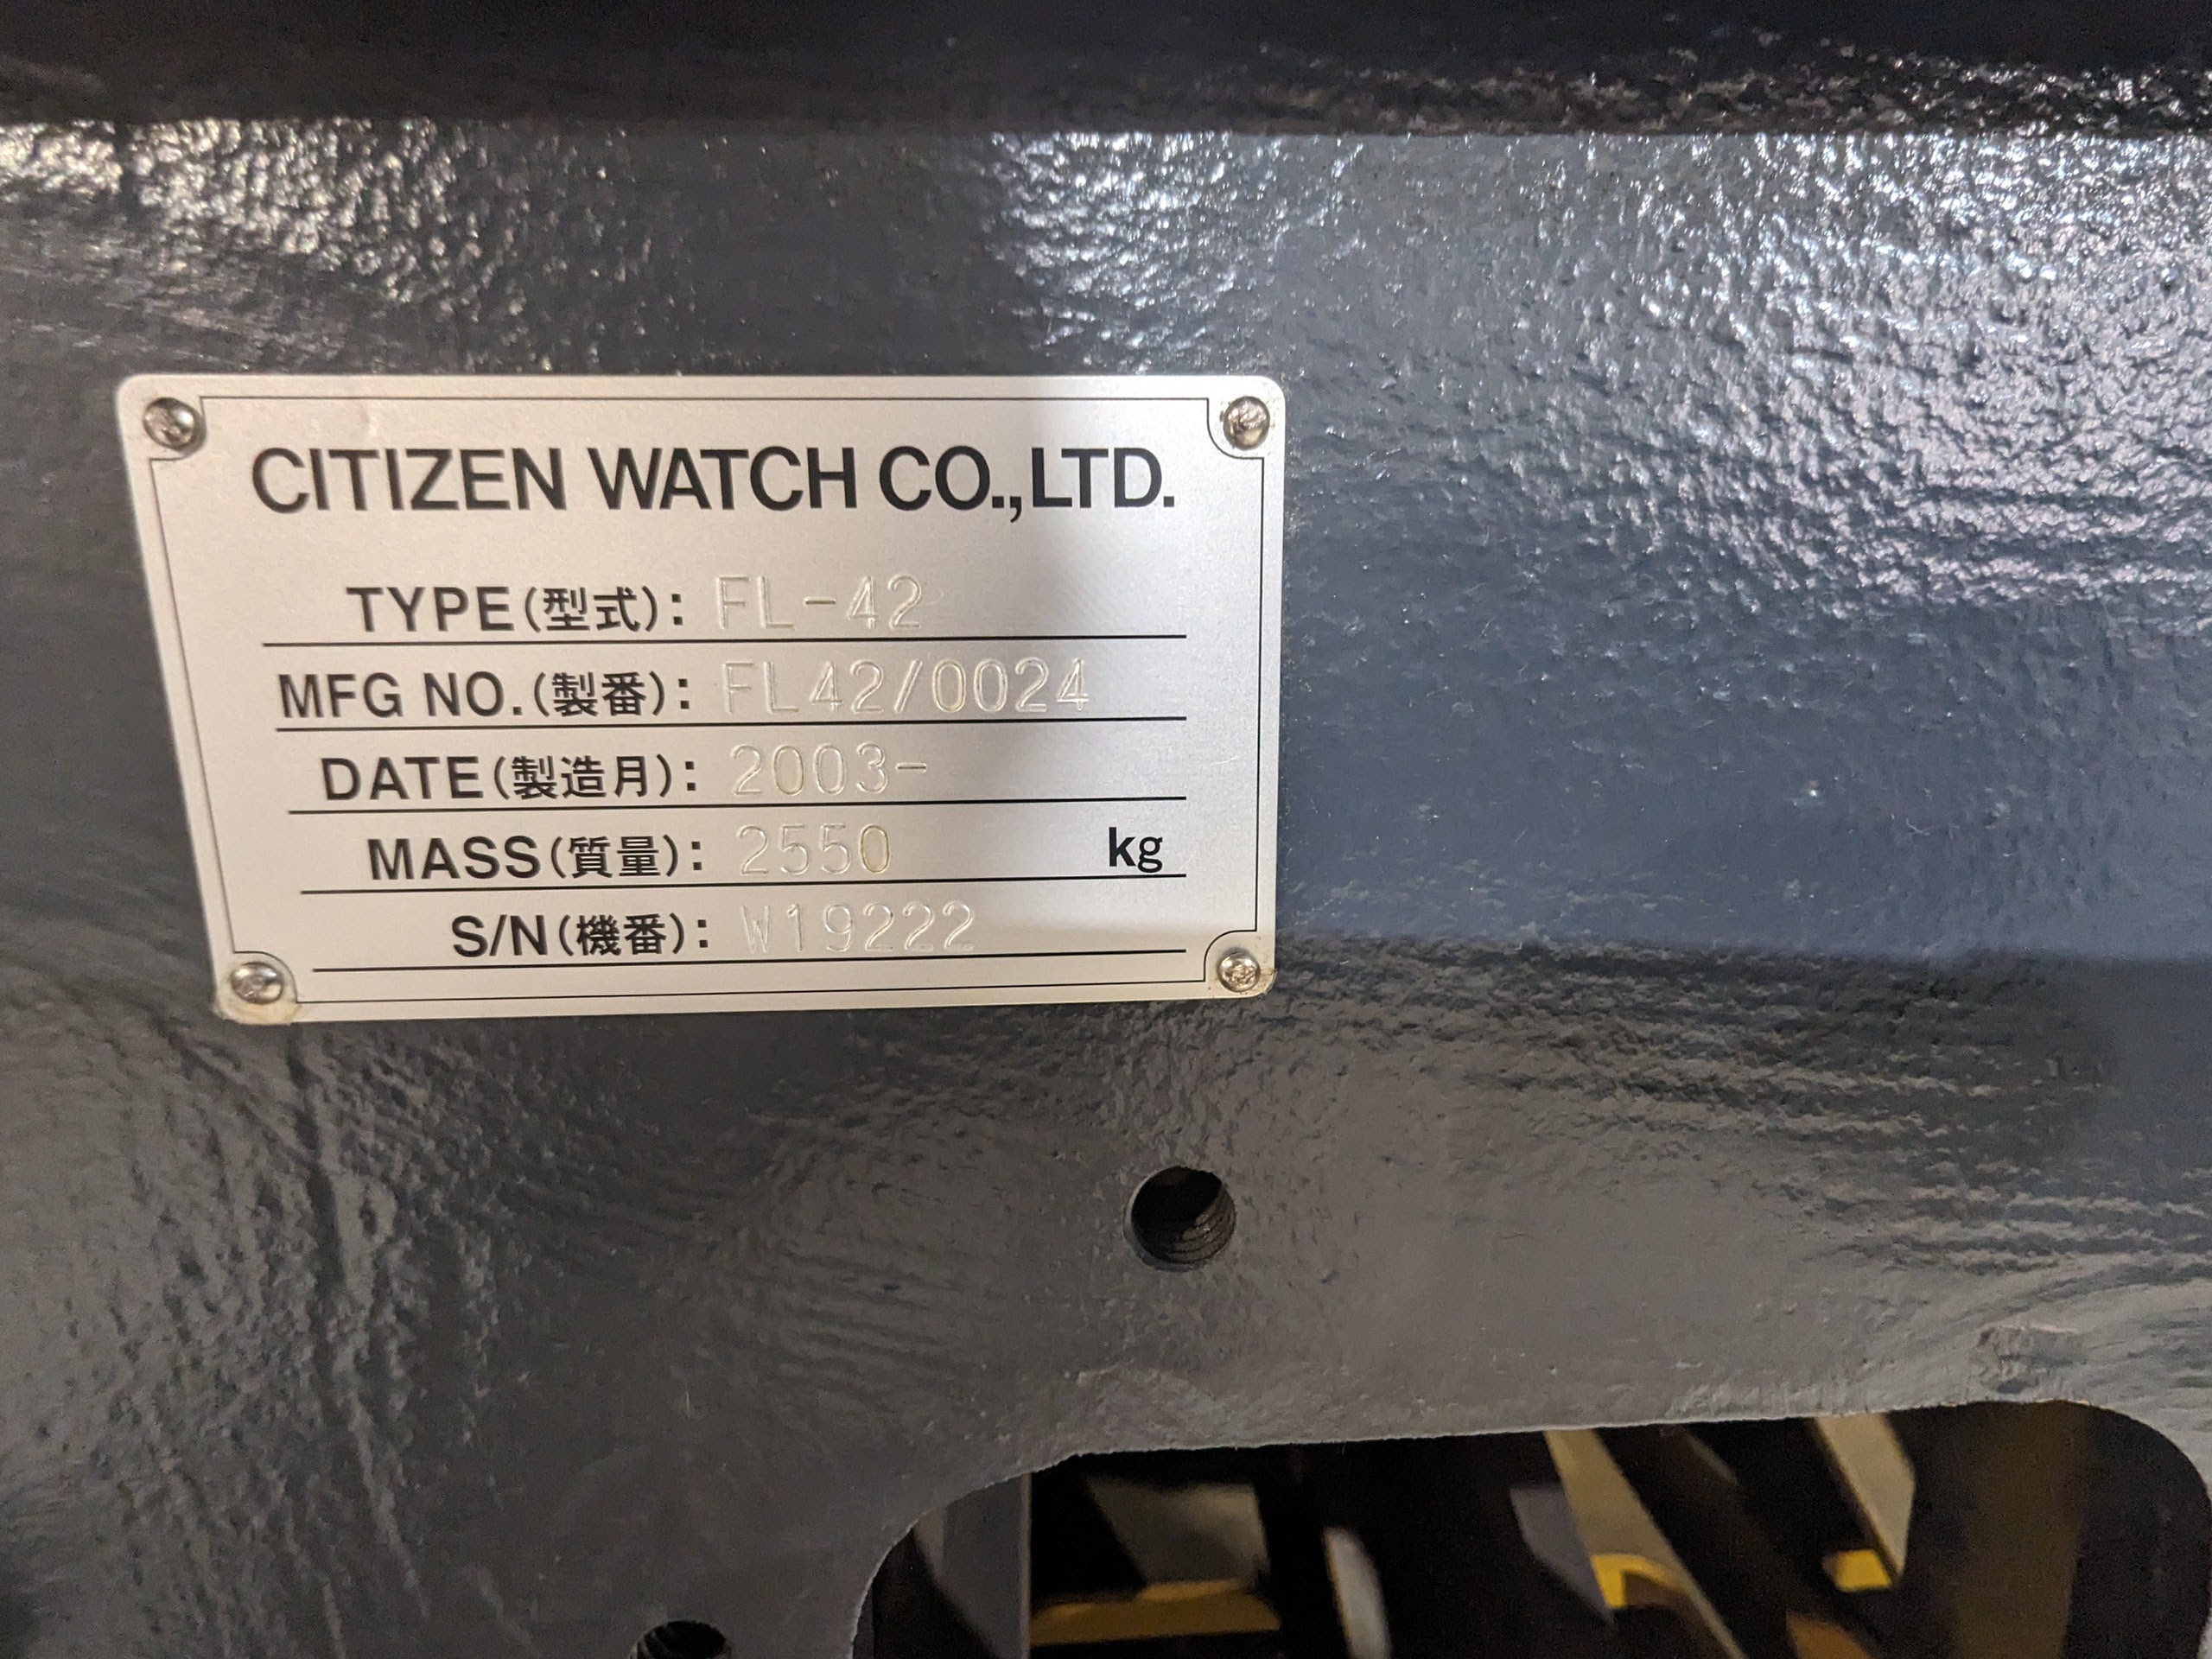 CITIZEN WATCH CO.,LTD.
TYPE(型式): FL-42
MFG NO.(製番): FL42/0024
DATE(製造月): 2003-
MASS(質量): 2550 kg
S/N(機番): W19222